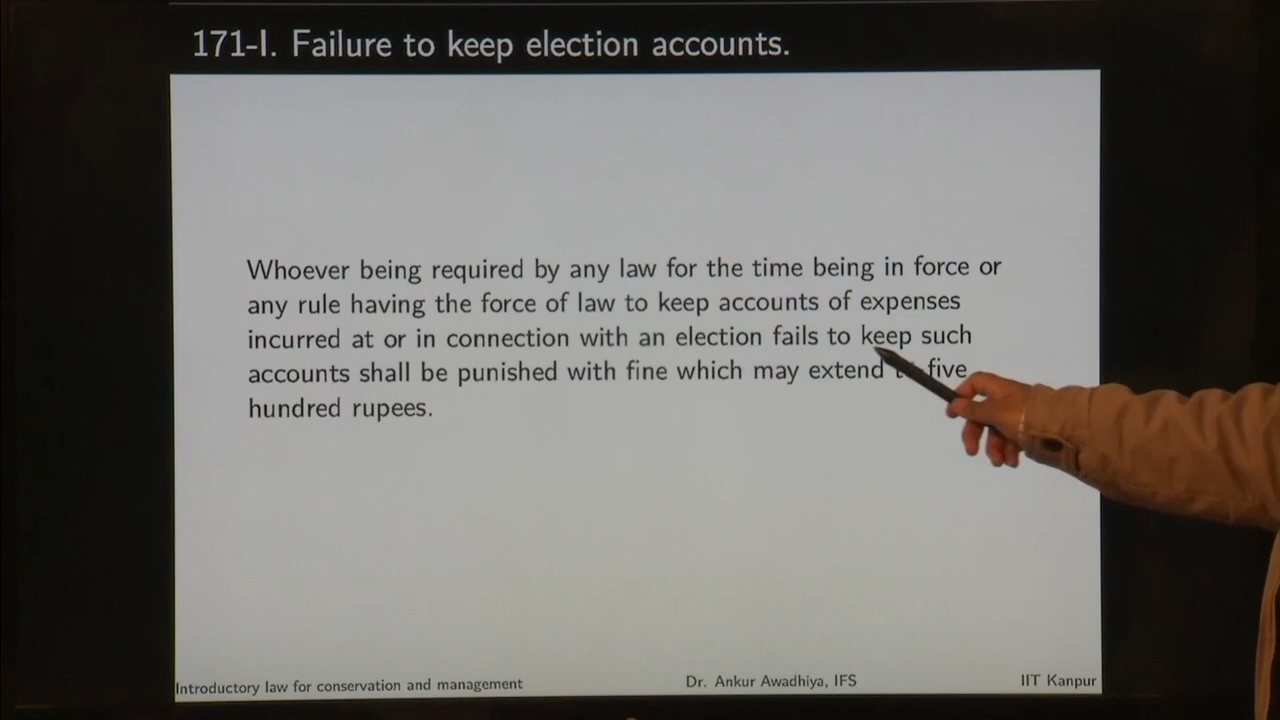 171-I. Failure to keep election accounts.
Whoever being required by any law for the time being in force or
any rule having the force of law to keep accounts of expenses
incurred at or in connection with an election fails to keep such
accounts shall be punished with fine which may extend five
hundred rupees.
Introductory law for conservation and management
Dr. Ankur Awadhiya, IFS
IIT Kanpur